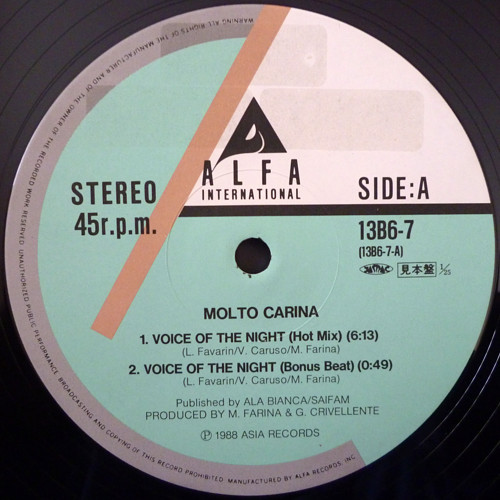 WARNING: ALL RIGHTS OF THE MANUFACTURER AND OF THE OWNER OF THE RECORDED WORK RESERVED. UNAUTHORIZED PUBLIC PERFORMANCE, BROADCASTING AND COPYING OF THIS RECORD PROHIBITED. MANUFACTURED BY ALFA RECORDS, INC.
ALFA
INTERNATIONAL
STEREO
45r.p.m.
SIDE:A
13B6-7
(13B6-7-A)
見本盤 1/25
MOLTO CARINA
1. VOICE OF THE NIGHT (Hot Mix) (6:13)
(L. Favarin/V. Caruso/M. Farina)
2. VOICE OF THE NIGHT (Bonus Beat) (0:49)
(L. Favarin/V. Caruso/M. Farina)
Published by ALA BIANCA/SAIFAM
PRODUCED BY M. FARINA & G. CRIVELLENTE
Ⓟ 1988 ASIA RECORDS